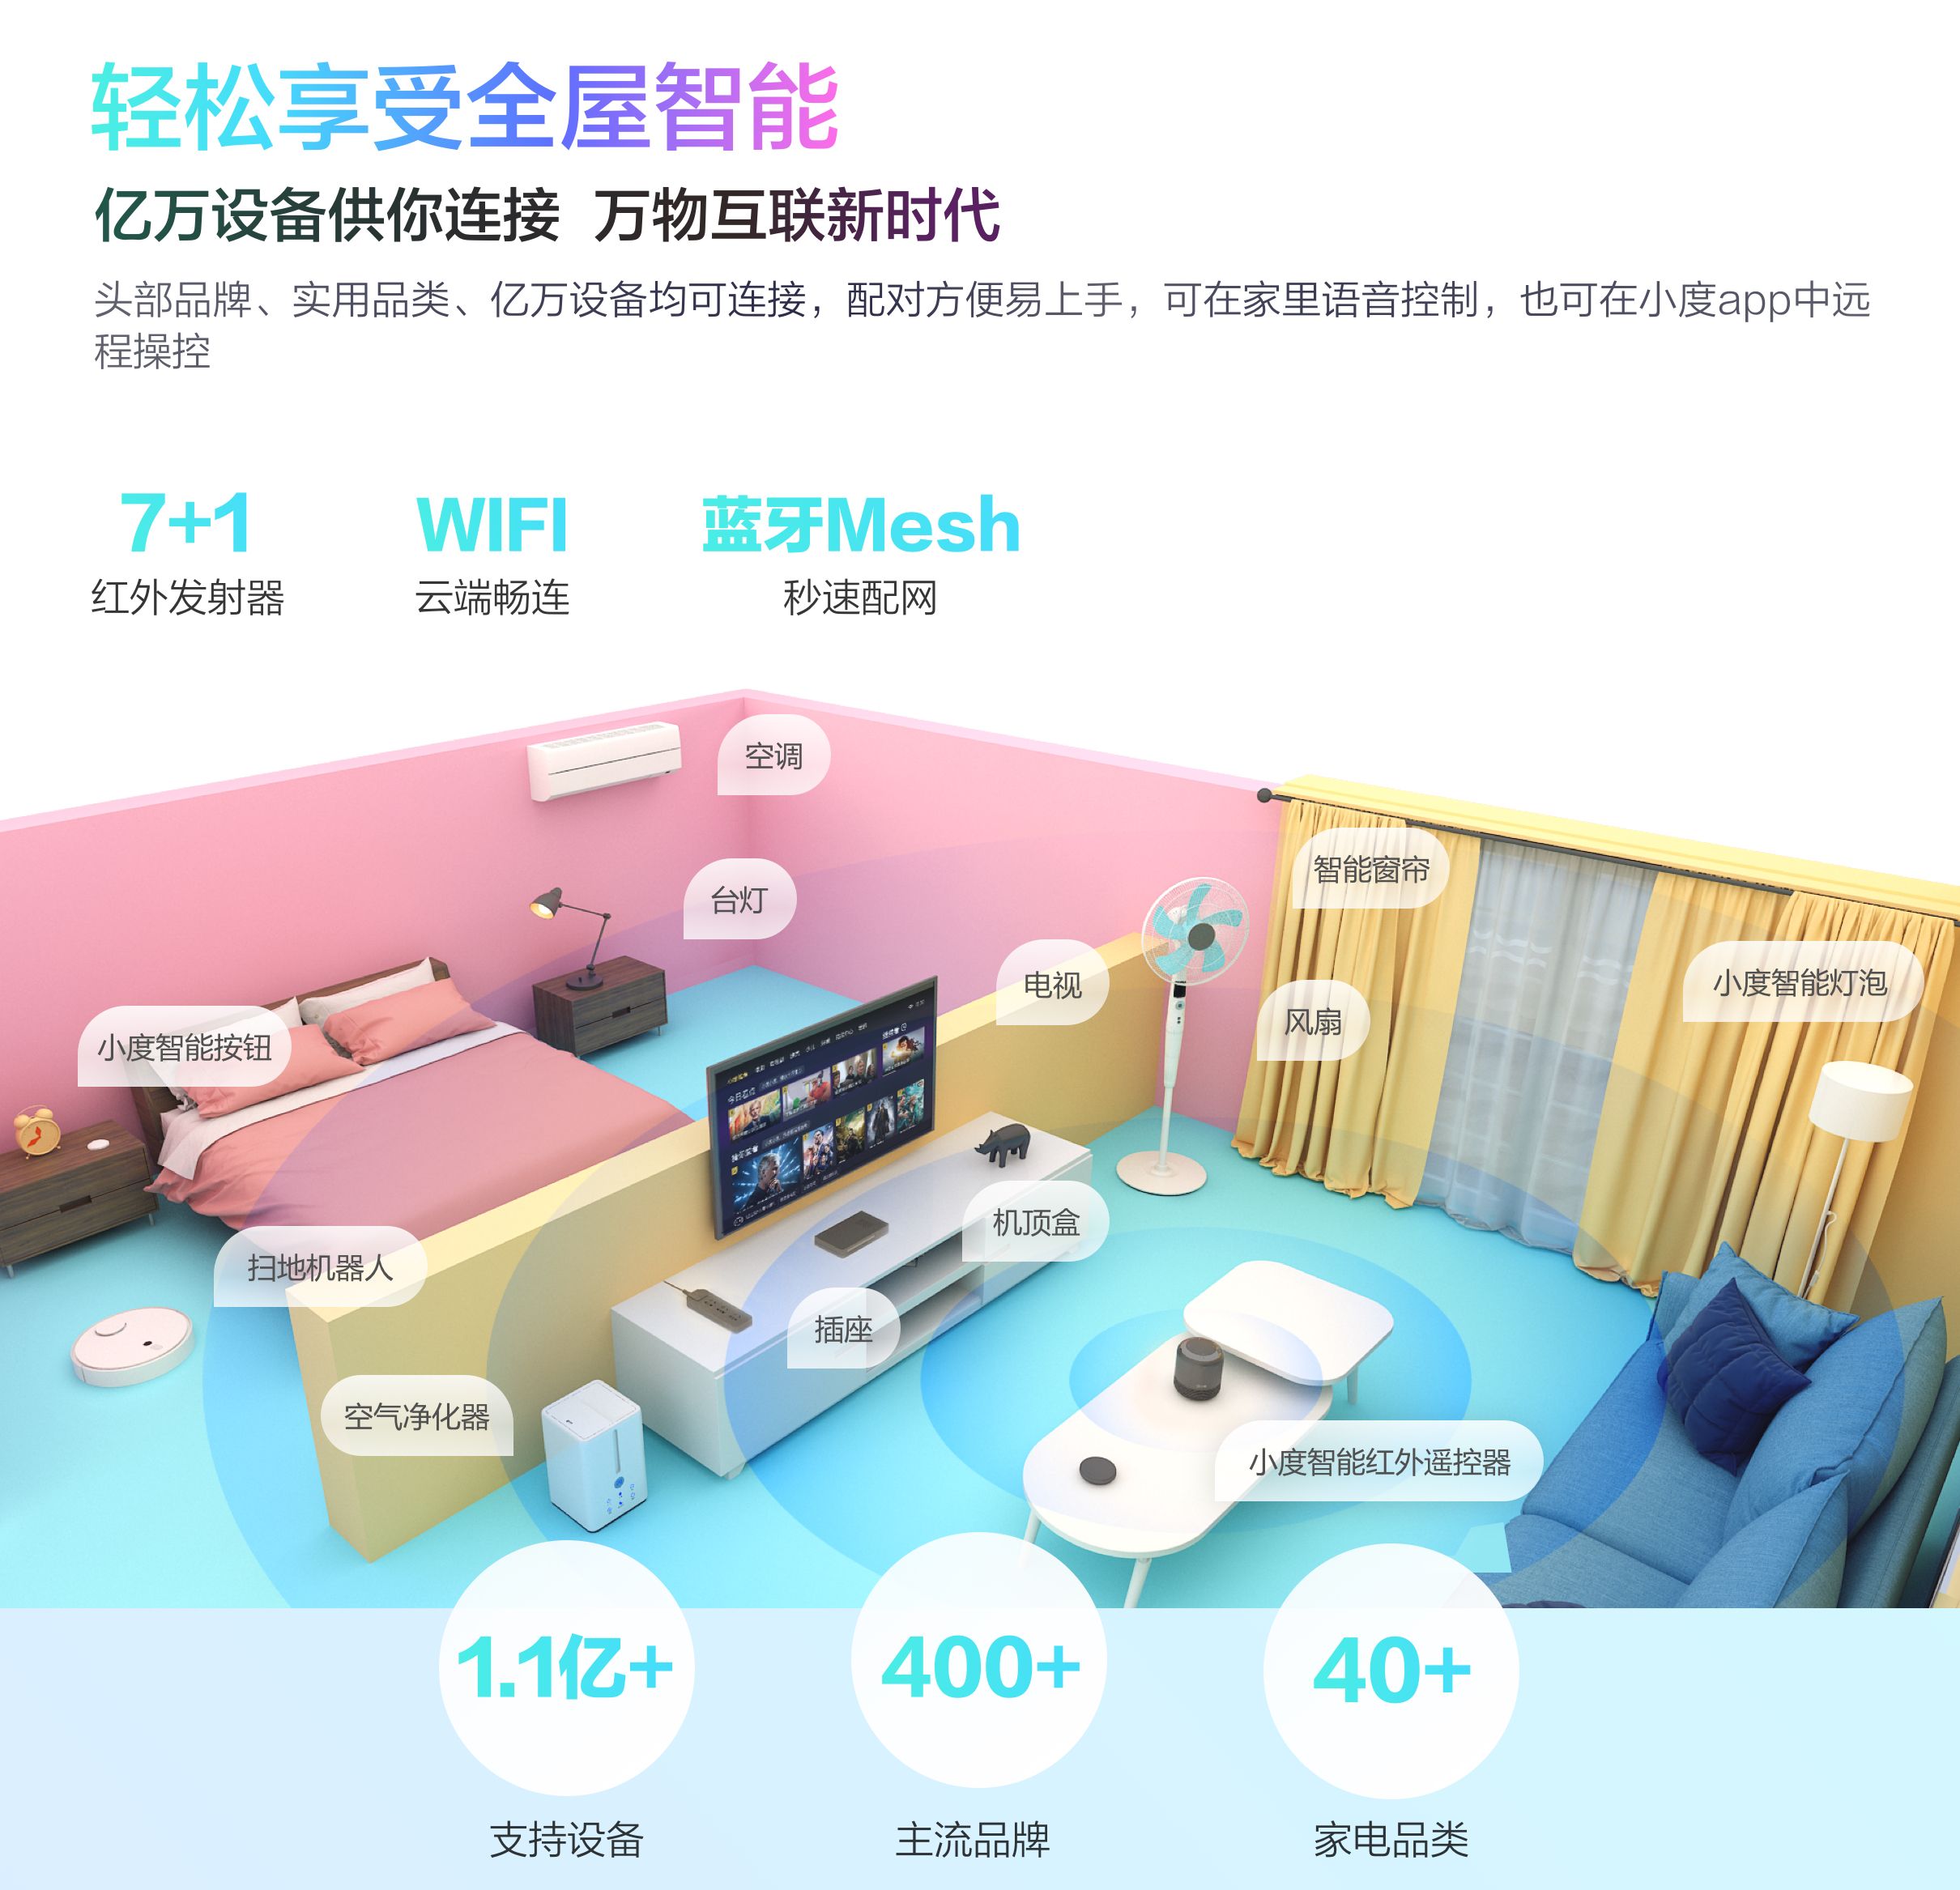 轻松享受全屋智能
亿万设备供你连接 万物互联新时代
头部品牌、实用品类、亿万设备均可连接，配对方便易上手，可在家里语音控制，也可在小度app中远
程操控
7+1
WIFI
蓝牙Mesh
红外发射器
云端畅连
秒速配网
空调
智能窗帘
台灯
电视
小度智能灯泡
风扇
小度智能按钮
今日看点
机顶盒
扫地机器人
插座
空气净化器
小度智能红外遥控器
1.1亿+
400+
40+
支持设备
主流品牌
家电品类